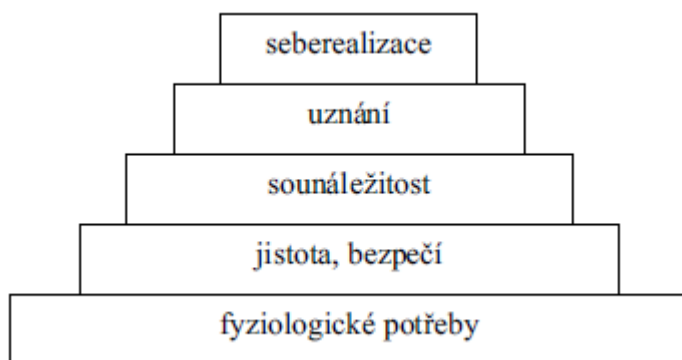 seberealizace
uznání
sounáležitost
jistota, bezpečí
fyziologické potřeby